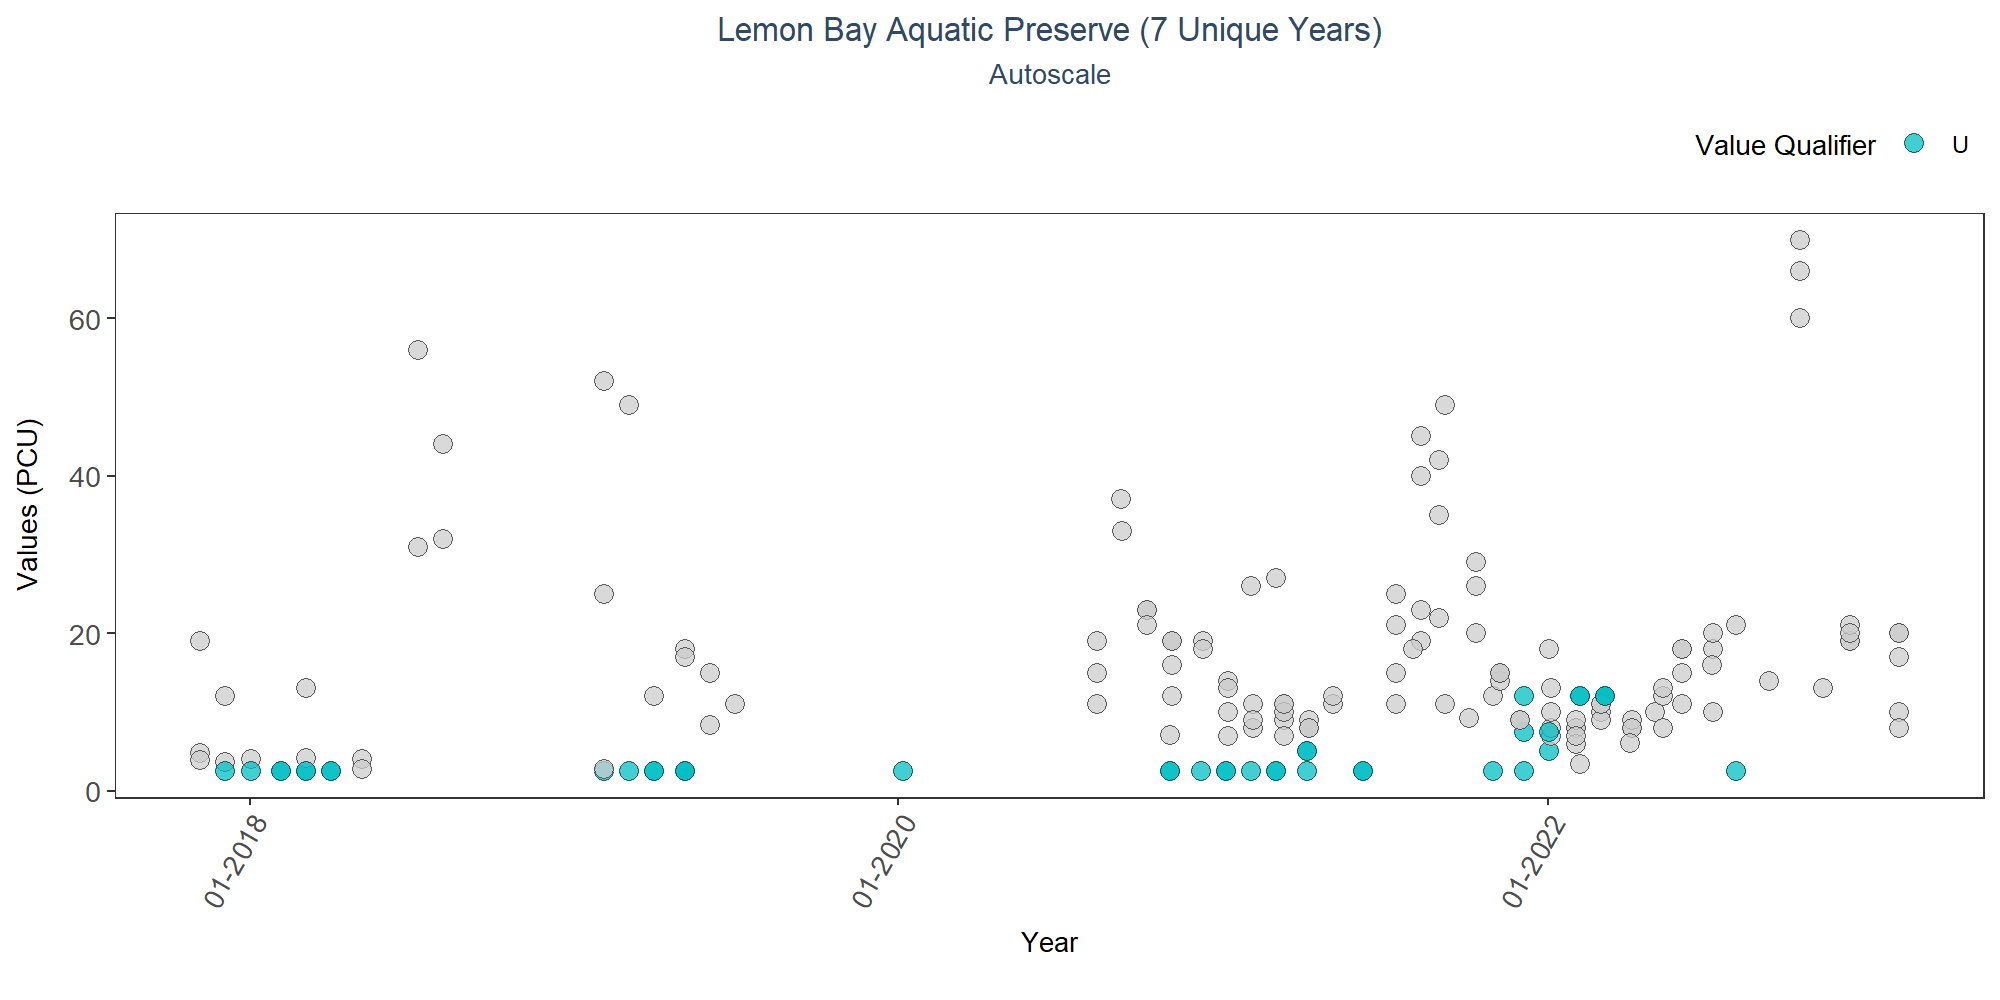 Lemon Bay Aquatic Preserve (7 Unique Years)
Autoscale
Value Qualifier U
Values (PCU)
60
40
20
0
01-2018
01-2020
01-2022
Year